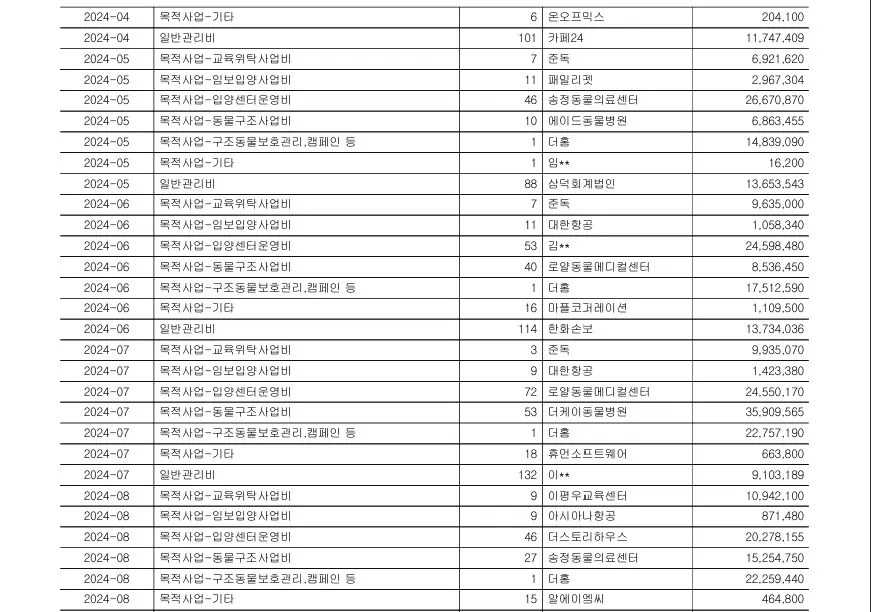 2024-04 목적사업-기타 6 온오프믹스 204,100
2024-04 일반관리비 101 카페24 11,747,409
2024-05 목적사업-교육위탁사업비 7 준독 6,921,620
2024-05 목적사업-임보입양사업비 11 패밀리펫 2,967,304
2024-05 목적사업-입양센터운영비 46 송정동물의료센터 26,670,870
2024-05 목적사업-동물구조사업비 10 에이드동물병원 6,863,455
2024-05 목적사업-구조동물보호관리,캠페인 등 1 더홈 14,839,090
2024-05 목적사업-기타 1 임** 16,200
2024-05 일반관리비 88 삼덕회계법인 13,653,543
2024-06 목적사업-교육위탁사업비 7 준독 9,635,000
2024-06 목적사업-임보입양사업비 11 대한항공 1,058,340
2024-06 목적사업-입양센터운영비 53 김** 24,598,480
2024-06 목적사업-동물구조사업비 40 로얄동물메디컬센터 8,536,450
2024-06 목적사업-구조동물보호관리,캠페인 등 1 더홈 17,512,590
2024-06 목적사업-기타 16 마플코퍼레이션 1,109,500
2024-06 일반관리비 114 한화손보 13,734,036
2024-07 목적사업-교육위탁사업비 3 준독 9,935,070
2024-07 목적사업-임보입양사업비 9 대한항공 1,423,380
2024-07 목적사업-입양센터운영비 72 로얄동물메디컬센터 24,550,170
2024-07 목적사업-동물구조사업비 53 더케이동물병원 35,909,565
2024-07 목적사업-구조동물보호관리,캠페인 등 1 더홈 22,757,190
2024-07 목적사업-기타 18 휴먼소프트웨어 663,800
2024-07 일반관리비 132 이** 9,103,189
2024-08 목적사업-교육위탁사업비 9 이평우교육센터 10,942,100
2024-08 목적사업-임보입양사업비 9 아시아나항공 871,480
2024-08 목적사업-입양센터운영비 46 더스토리하우스 20,278,155
2024-08 목적사업-동물구조사업비 27 송정동물의료센터 15,254,750
2024-08 목적사업-구조동물보호관리,캠페인 등 1 더홈 22,259,440
2024-08 목적사업-기타 15 알에이엠씨 464,800